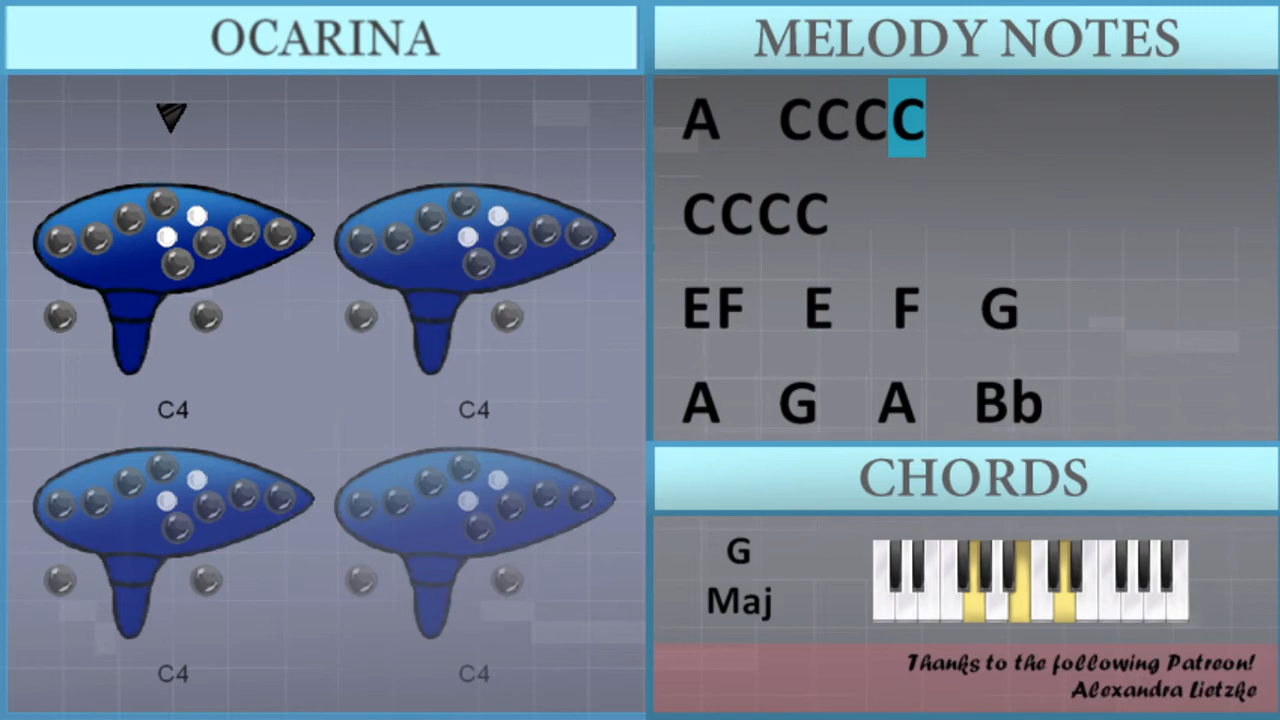 OCARINA
C4
C4
C4
C4
MELODY NOTES
A CCCC
CCCC
EF E F G
A G A Bb
CHORDS
G
Maj
Thanks to the following Patreon!
Alexandra Lietzke